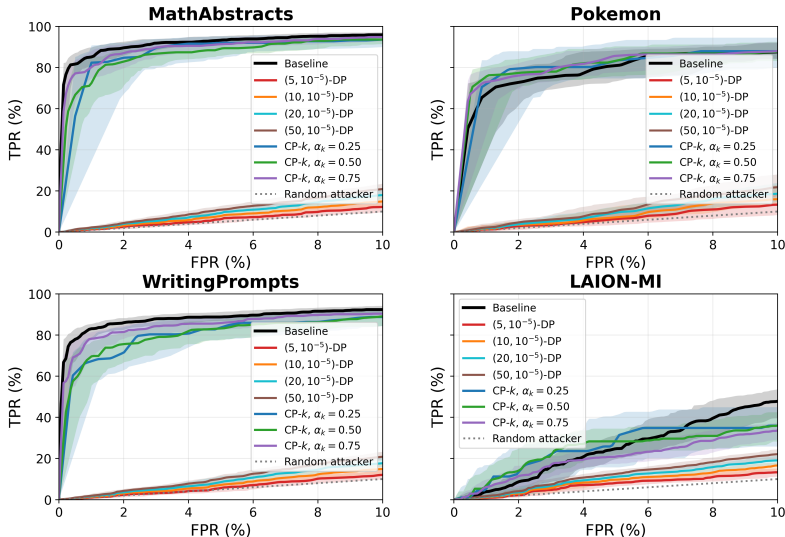 MathAbstracts
TPR (%)
100
80
60
40
20
0
0
2
4
6
8
10
FPR (%)
Baseline
(5, 10⁻⁵)-DP
(10, 10⁻⁵)-DP
(20, 10⁻⁵)-DP
(50, 10⁻⁵)-DP
CP-k, αₖ = 0.25
CP-k, αₖ = 0.50
CP-k, αₖ = 0.75
Random attacker
Pokemon
TPR (%)
0
2
4
6
8
10
FPR (%)
Baseline
(5, 10⁻⁵)-DP
(10, 10⁻⁵)-DP
(20, 10⁻⁵)-DP
(50, 10⁻⁵)-DP
CP-k, αₖ = 0.25
CP-k, αₖ = 0.50
CP-k, αₖ = 0.75
Random attacker
WritingPrompts
TPR (%)
100
80
60
40
20
0
0
2
4
6
8
10
FPR (%)
Baseline
(5, 10⁻⁵)-DP
(10, 10⁻⁵)-DP
(20, 10⁻⁵)-DP
(50, 10⁻⁵)-DP
CP-k, αₖ = 0.25
CP-k, αₖ = 0.50
CP-k, αₖ = 0.75
Random attacker
LAION-MI
TPR (%)
0
2
4
6
8
10
FPR (%)
Baseline
(5, 10⁻⁵)-DP
(10, 10⁻⁵)-DP
(20, 10⁻⁵)-DP
(50, 10⁻⁵)-DP
CP-k, αₖ = 0.25
CP-k, αₖ = 0.50
CP-k, αₖ = 0.75
Random attacker